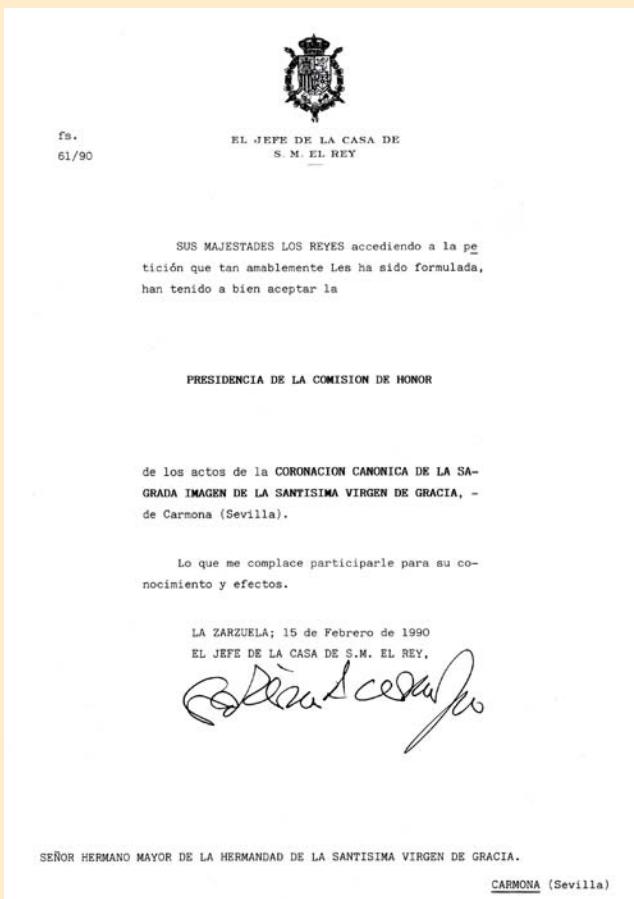 fs.
61/90
EL JEFE DE LA CASA DE
S. M. EL REY
SUS MAJESTADES LOS REYES accediendo a la pe
tición que tan amablemente Les ha sido formulada,
han tenido a bien aceptar la
PRESIDENCIA DE LA COMISION DE HONOR
de los actos de la CORONACION CANONICA DE LA SA-
GRADA IMAGEN DE LA SANTISIMA VIRGEN DE GRACIA, -
de Carmona (Sevilla).
Lo que me complace participarle para su co-
nocimiento y efectos.
LA ZARZUELA; 15 de Febrero de 1990
EL JEFE DE LA CASA DE S.M. EL REY,
SEÑOR HERMANO MAYOR DE LA HERMANDAD DE LA SANTISIMA VIRGEN DE GRACIA.
CARMONA (Sevilla)